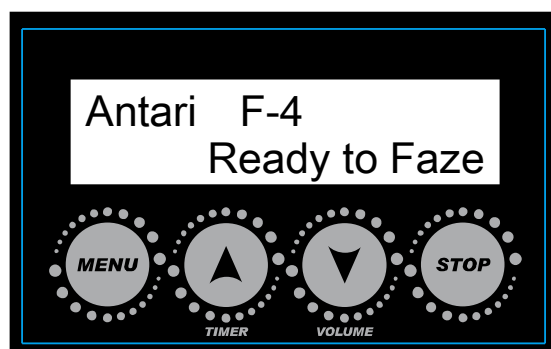 Antari F-4
Ready to Faze
MENU
STOP
TIMER
VOLUME